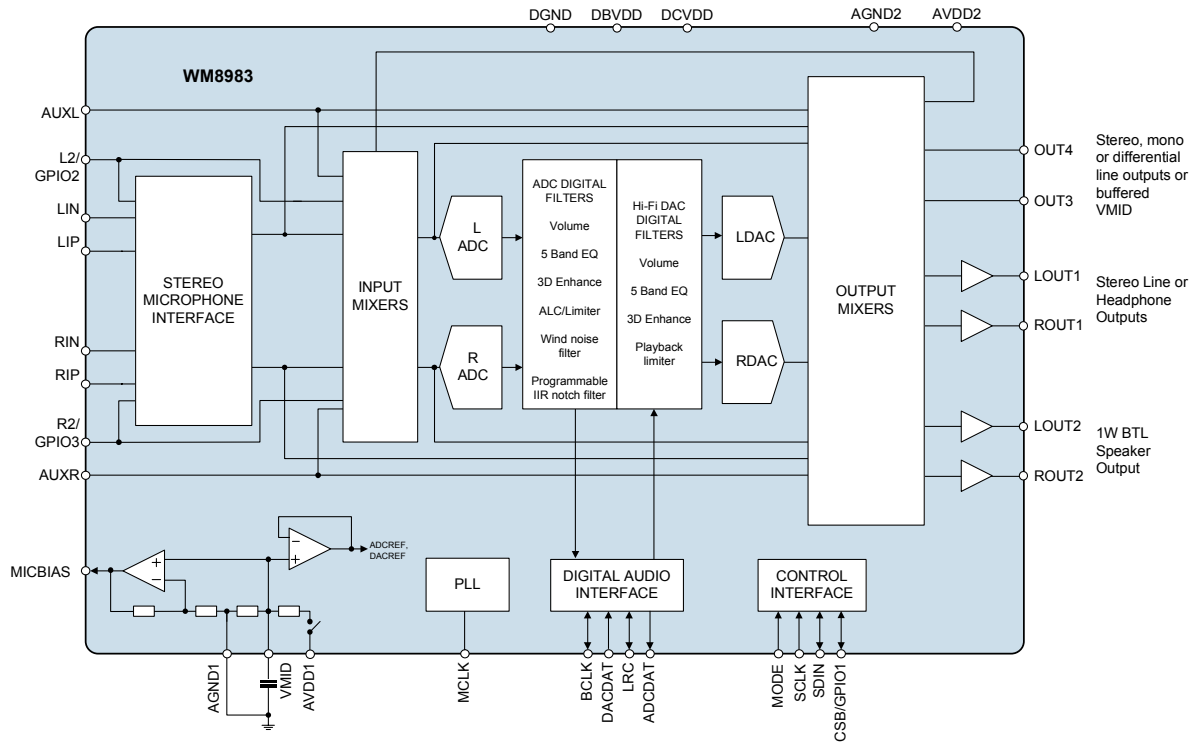 DGND
DBVDD
DCVDD
AGND2
AVDD2
WM8983
AUXL
L2/
GPIO2
LIN
LIP
RIN
RIP
R2/
GPIO3
AUXR
MICBIAS
STEREO
MICROPHONE
INTERFACE
INPUT
MIXERS
L
ADC
R
ADC
ADC DIGITAL
FILTERS
Volume
5 Band EQ
3D Enhance
ALC/Limiter
Wind noise
filter
Programmable
IIR notch filter
Hi-Fi DAC
DIGITAL
FILTERS
Volume
5 Band EQ
3D Enhance
Playback
limiter
LDAC
RDAC
OUTPUT
MIXERS
OUT4
OUT3
Stereo, mono
or differential
line outputs or
buffered
VMID
LOUT1
ROUT1
Stereo Line or
Headphone
Outputs
LOUT2
ROUT2
1W BTL
Speaker
Output
+
−
−
+
ADCREF,
DACREF
PLL
DIGITAL AUDIO
INTERFACE
CONTROL
INTERFACE
AGND1
VMID
AVDD1
MCLK
BCLK
DACDAT
LRC
ADCDAT
MODE
SCLK
SDIN
CSB/GPIO1